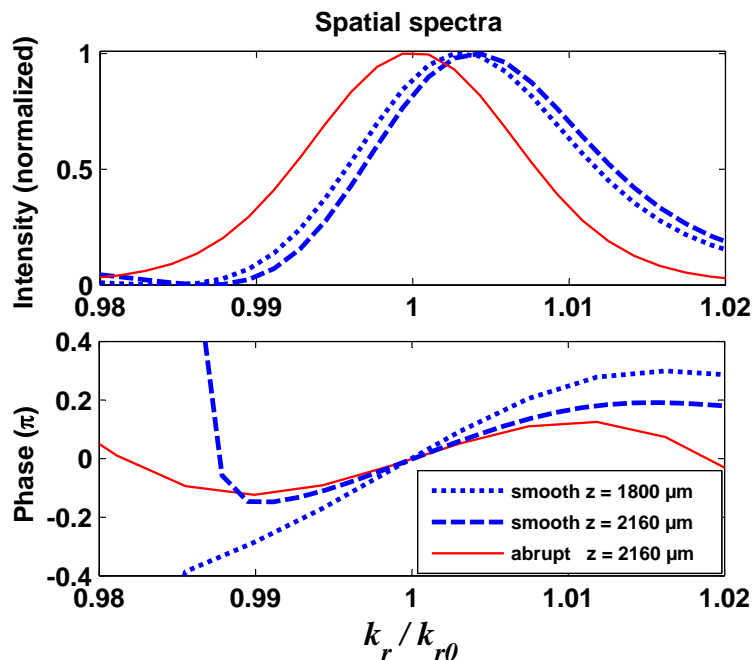 Spatial spectra
Intensity (normalized)
1
0.5
0
0.98 0.99 1 1.01 1.02
Phase (π)
0.4
0.2
0
-0.2
-0.4
smooth z = 1800 µm
smooth z = 2160 µm
abrupt z = 2160 µm
0.98 0.99 1 1.01 1.02
k_r / k_{r0}